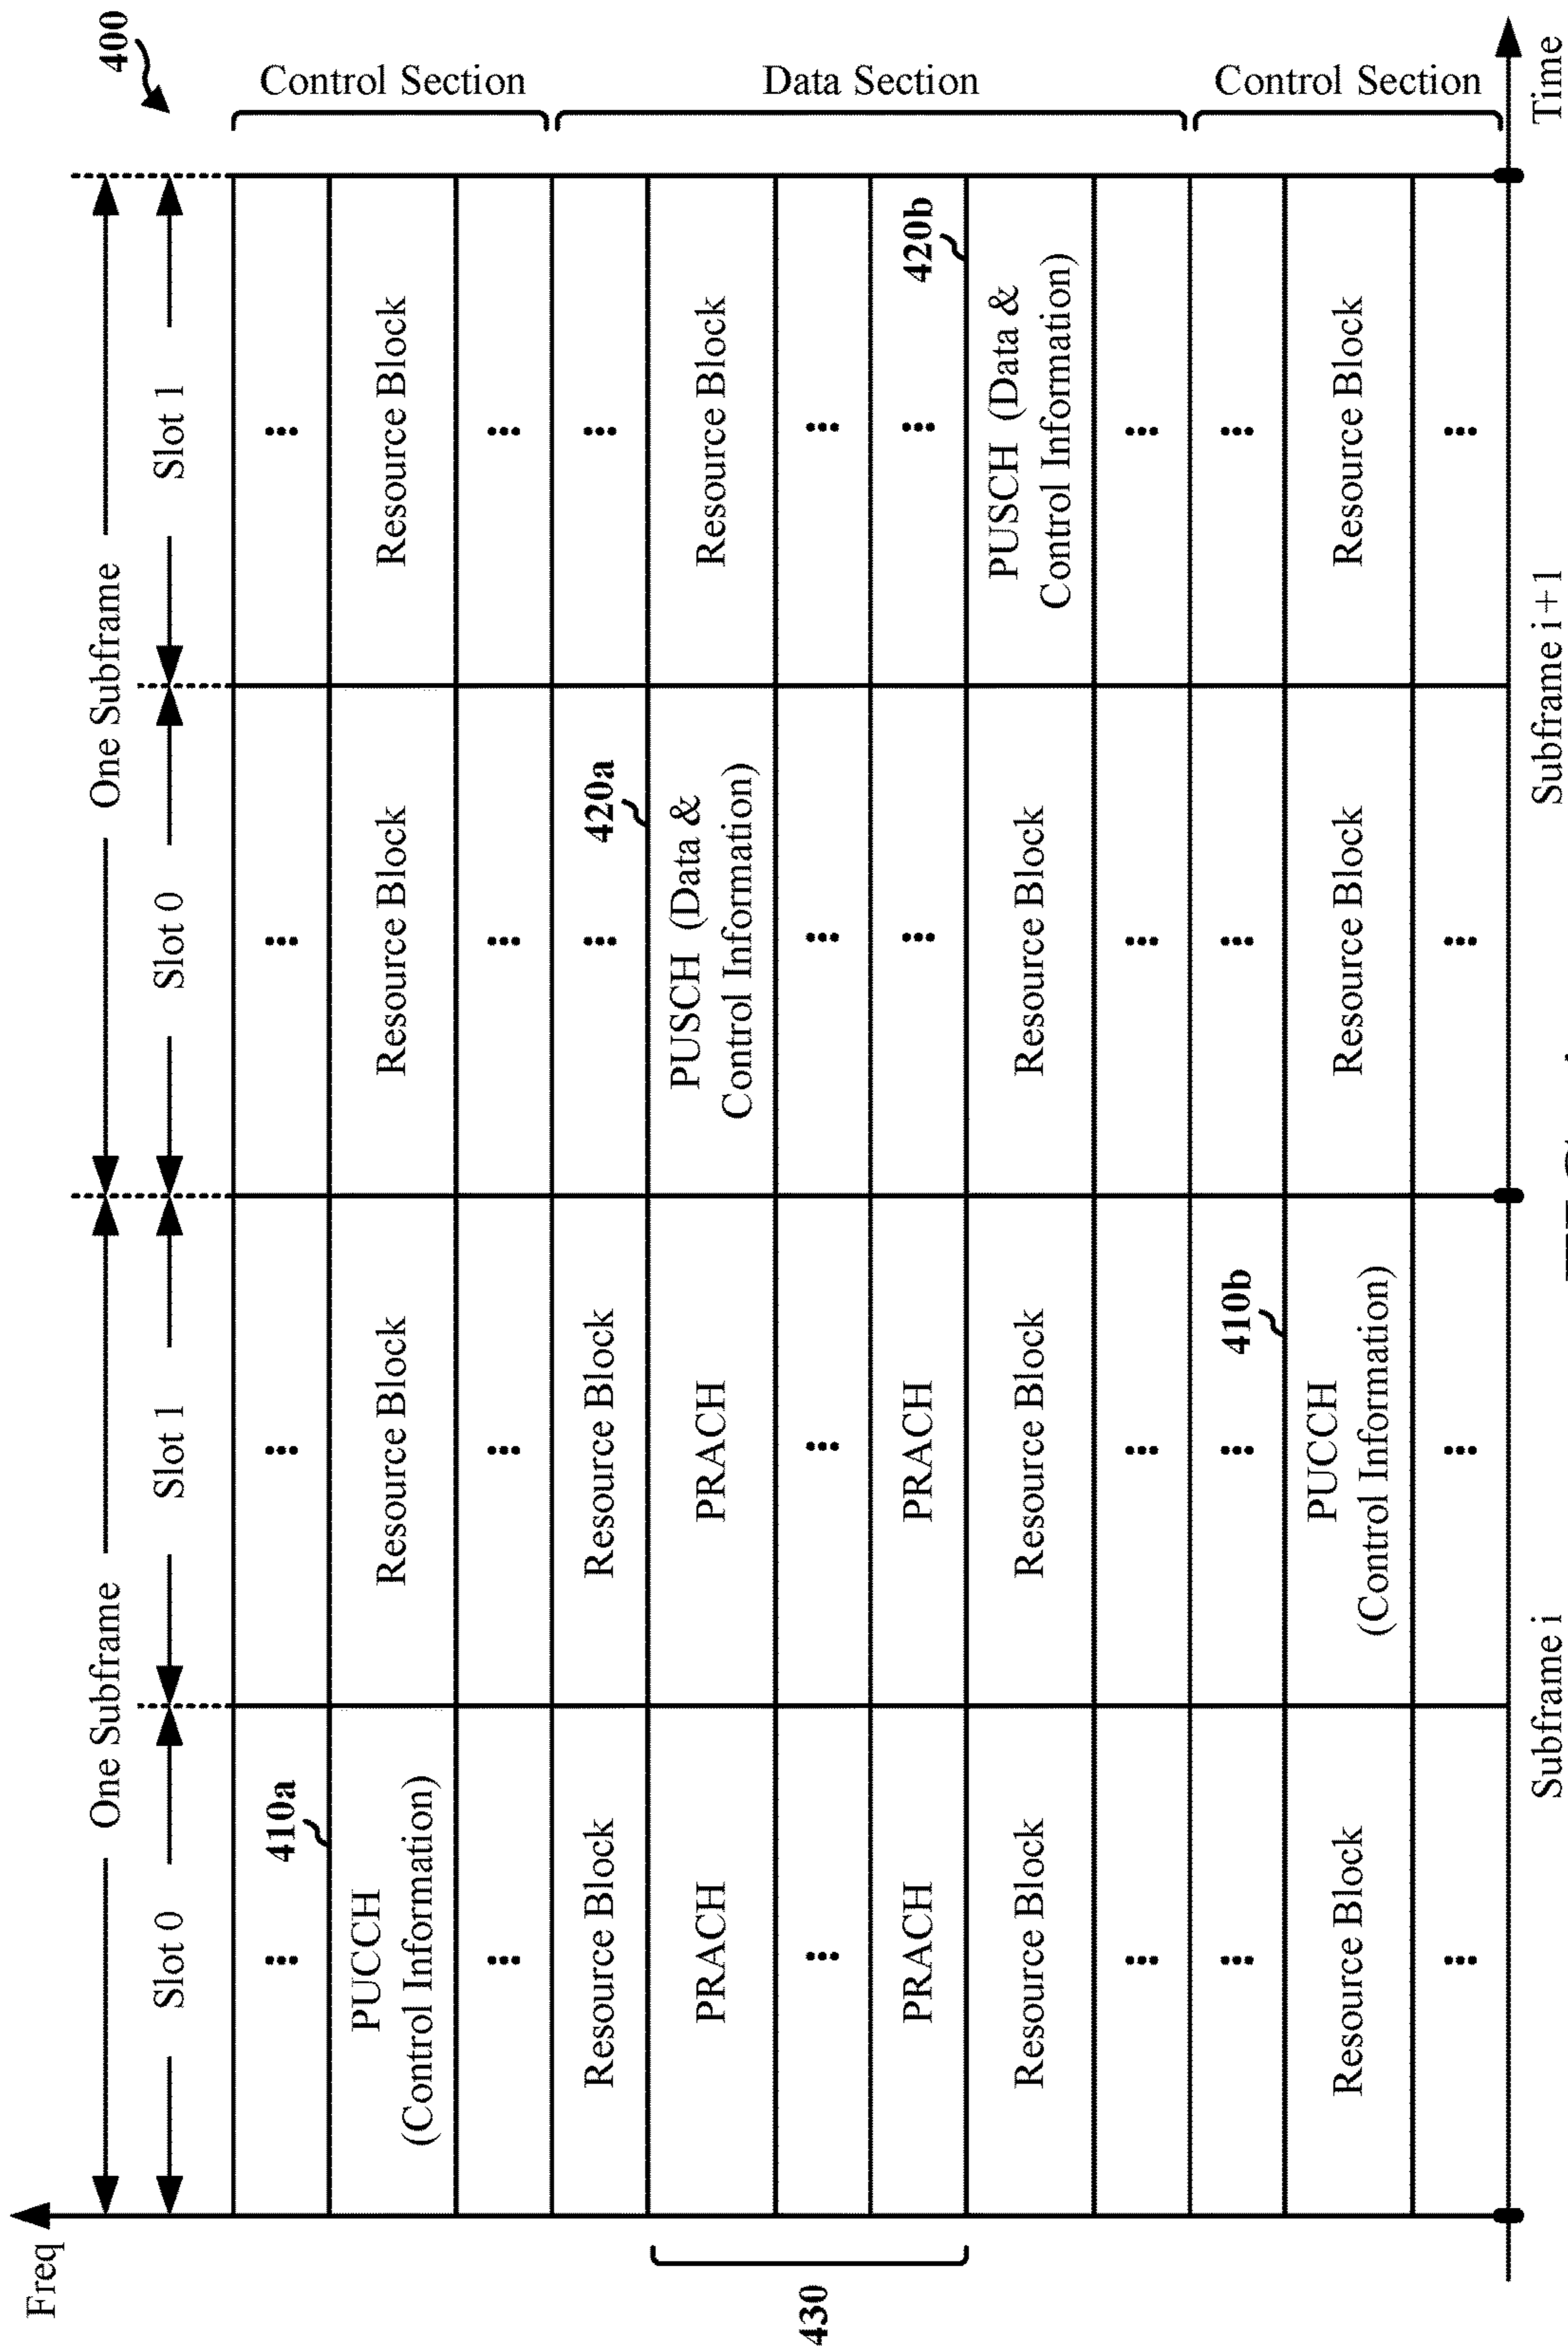 400
Freq
One Subframe
One Subframe
Slot 0
Slot 1
Slot 0
Slot 1
...
...
...
...
Control Section
410a
PUCCH
(Control Information)
Resource Block
Resource Block
Resource Block
...
...
...
...
Resource Block
Resource Block
...
...
Data Section
420a
430
PRACH
PRACH
PUSCH (Data &
Control Information)
Resource Block
...
...
...
...
PRACH
PRACH
...
...
420b
Resource Block
Resource Block
Resource Block
PUSCH (Data &
Control Information)
...
...
...
...
...
...
...
...
Control Section
410b
Resource Block
PUCCH
(Control Information)
Resource Block
Resource Block
...
...
...
...
Subframe i
Subframe i+1
Time